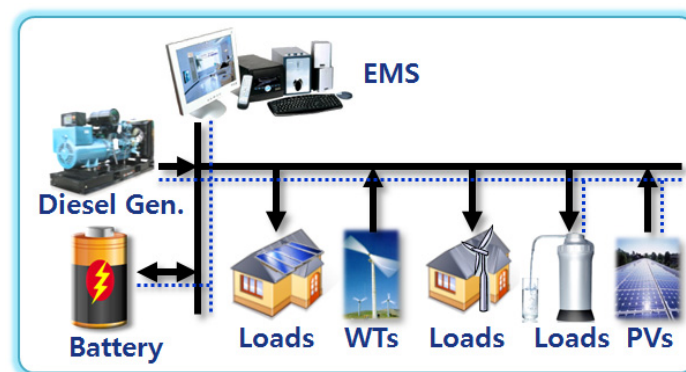 EMS
Diesel Gen.
Battery
Loads
WTs
Loads
Loads
PVs